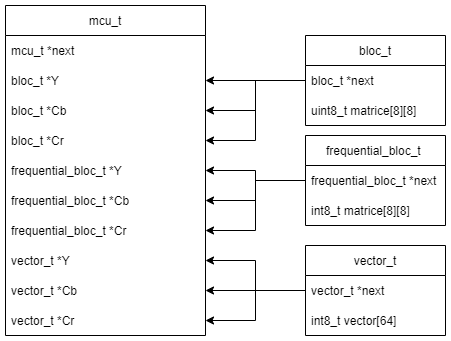 mcu_t
mcu_t *next
bloc_t *Y
bloc_t *Cb
bloc_t *Cr
frequential_bloc_t *Y
frequential_bloc_t *Cb
frequential_bloc_t *Cr
vector_t *Y
vector_t *Cb
vector_t *Cr
bloc_t
bloc_t *next
uint8_t matrice[8][8]
frequential_bloc_t
frequential_bloc_t *next
int8_t matrice[8][8]
vector_t
vector_t *next
int8_t vector[64]